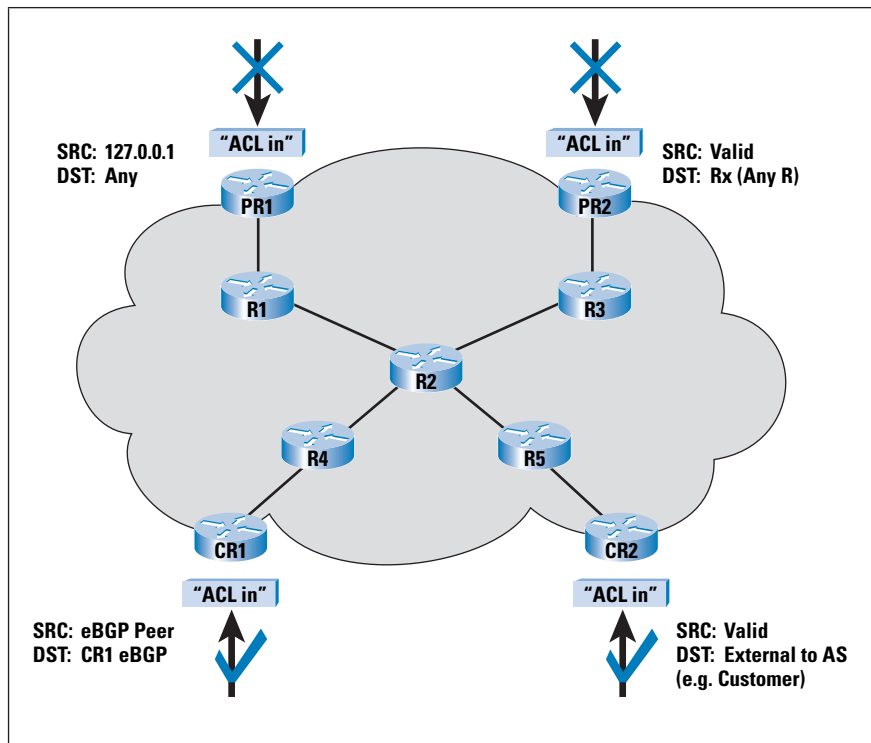 “ACL in”
“ACL in”
SRC: 127.0.0.1
DST: Any
SRC: Valid
DST: Rx (Any R)
PR1
PR2
R1
R3
R2
R4
R5
CR1
CR2
“ACL in”
“ACL in”
SRC: eBGP Peer
DST: CR1 eBGP
SRC: Valid
DST: External to AS
(e.g. Customer)